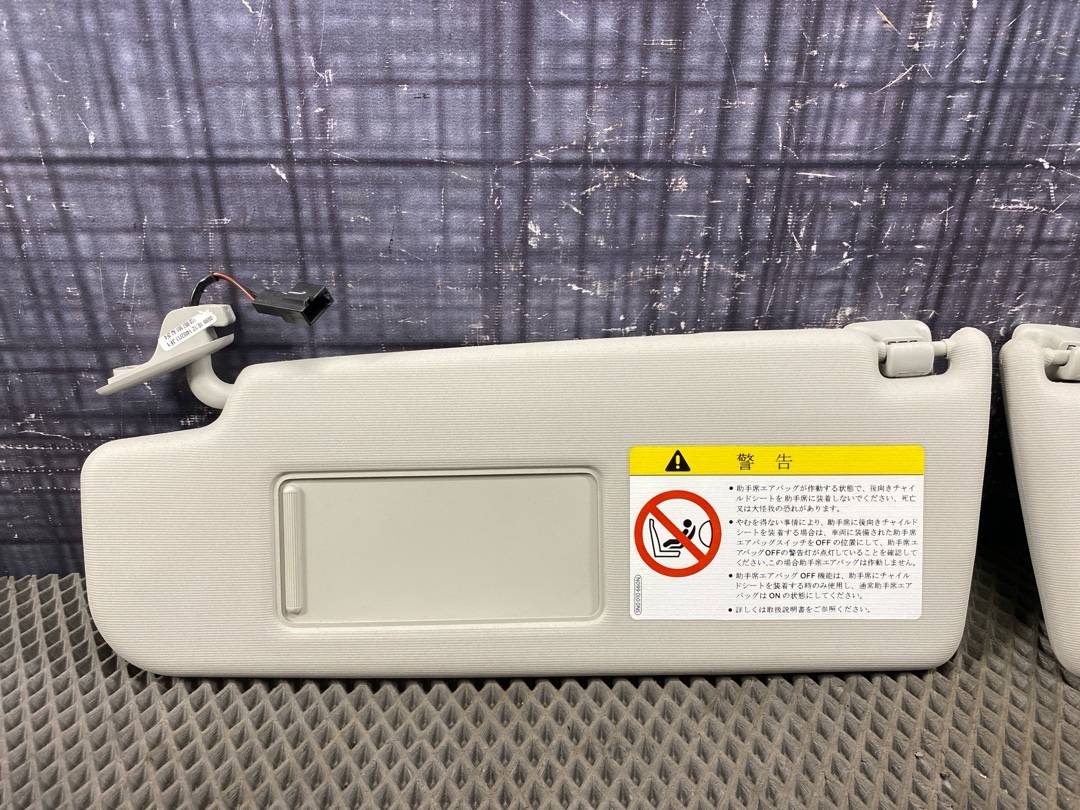 警告
● 助手席エアバッグが作動する状態で、後向きチャイ
ルドシートを助手席に装着しないでください、死亡
又は大怪我の恐れがあります。
● やむを得ない事情により、助手席に後向きチャイルド
シートを装着する場合は、車両に装備された助手席
エアバッグスイッチをOFFの位置にして、助手席エ
アバッグOFFの警告灯が点灯していることを確認して
ください、この場合助手席エアバッグは作動しません。
● 助手席エアバッグ OFF 機能は、助手席にチャイル
ドシートを装着する時のみ使用し、通常助手席エア
バッグは ON の状態にしてください。
● 詳しくは取扱説明書をご参照ください。